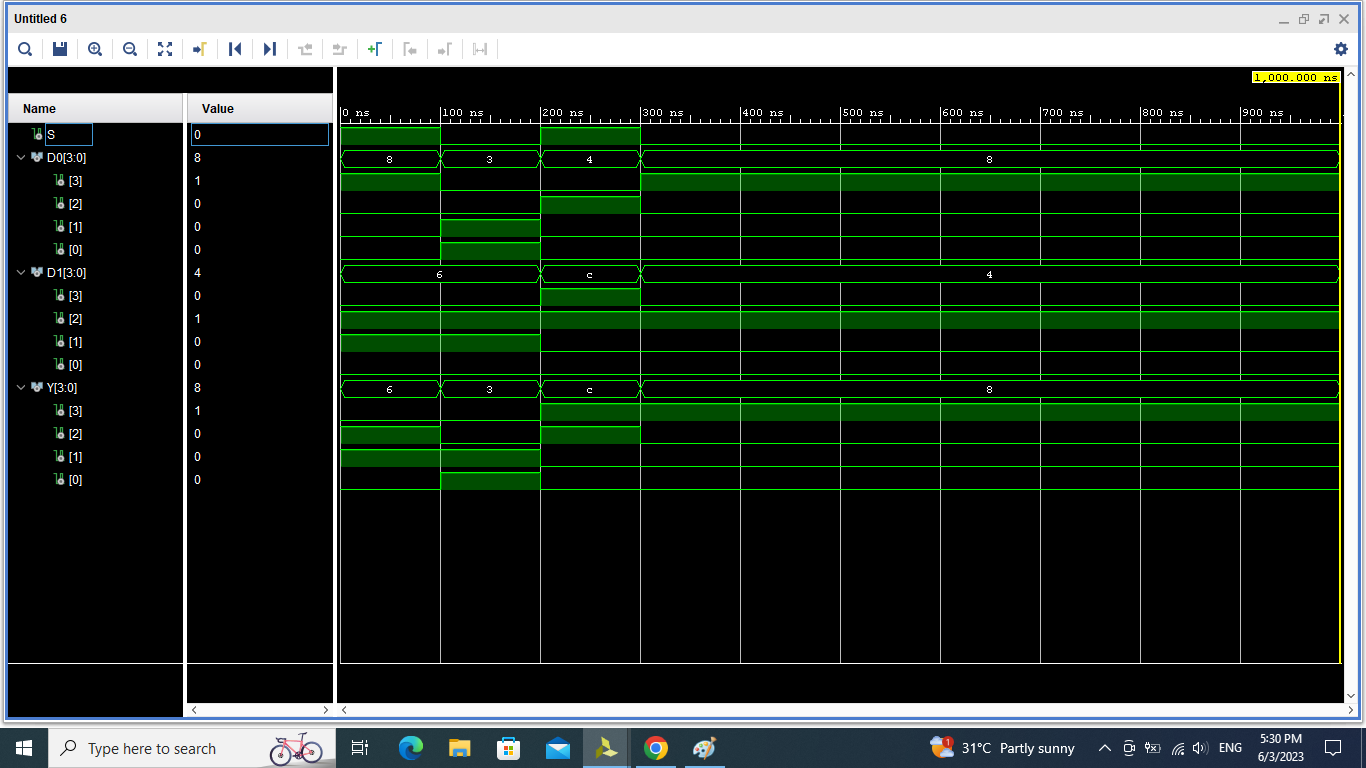 Untitled 6
1,000.000 ns
Name Value
0 ns 100 ns 200 ns 300 ns 400 ns 500 ns 600 ns 700 ns 800 ns 900 ns
S 0
D0[3:0] 8 8 3 4 8
[3] 1
[2] 0
[1] 0
[0] 0
D1[3:0] 4 6 c 4
[3] 0
[2] 1
[1] 0
[0] 0
Y[3:0] 8 6 3 c 8
[3] 1
[2] 0
[1] 0
[0] 0
Type here to search 1 31°C Partly sunny ENG 5:30 PM
6/3/2023